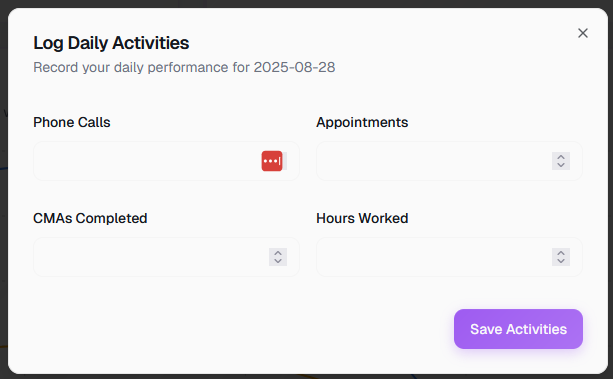 Log Daily Activities
Record your daily performance for 2025-08-28
Phone Calls
Appointments
CMAs Completed
Hours Worked
Save Activities